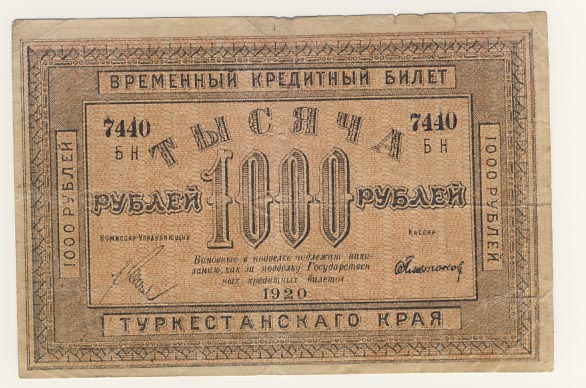 ВРЕМЕННЫЙ КРЕДИТНЫЙ БИЛЕТ
7440
БН
7440
БН
ТЫСЯЧА
1000
РУБЛЕЙ
РУБЛЕЙ
1000 РУБЛЕЙ
1000 РУБЛЕЙ
КОМИССАР УПРАВЛЯЮЩИЙ
КАССИР
Виновные в подделке подлежат нака-
занию, как за подделку Государствен
ных кредитных билетов
1920
ТУРКЕСТАНСКАГО КРАЯ